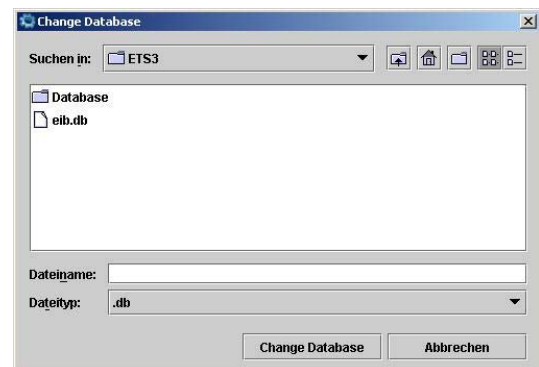 Change Database
Suchen in: ETS3
Database
eib.db
Dateiname:
Dateityp: .db
Change Database Abbrechen